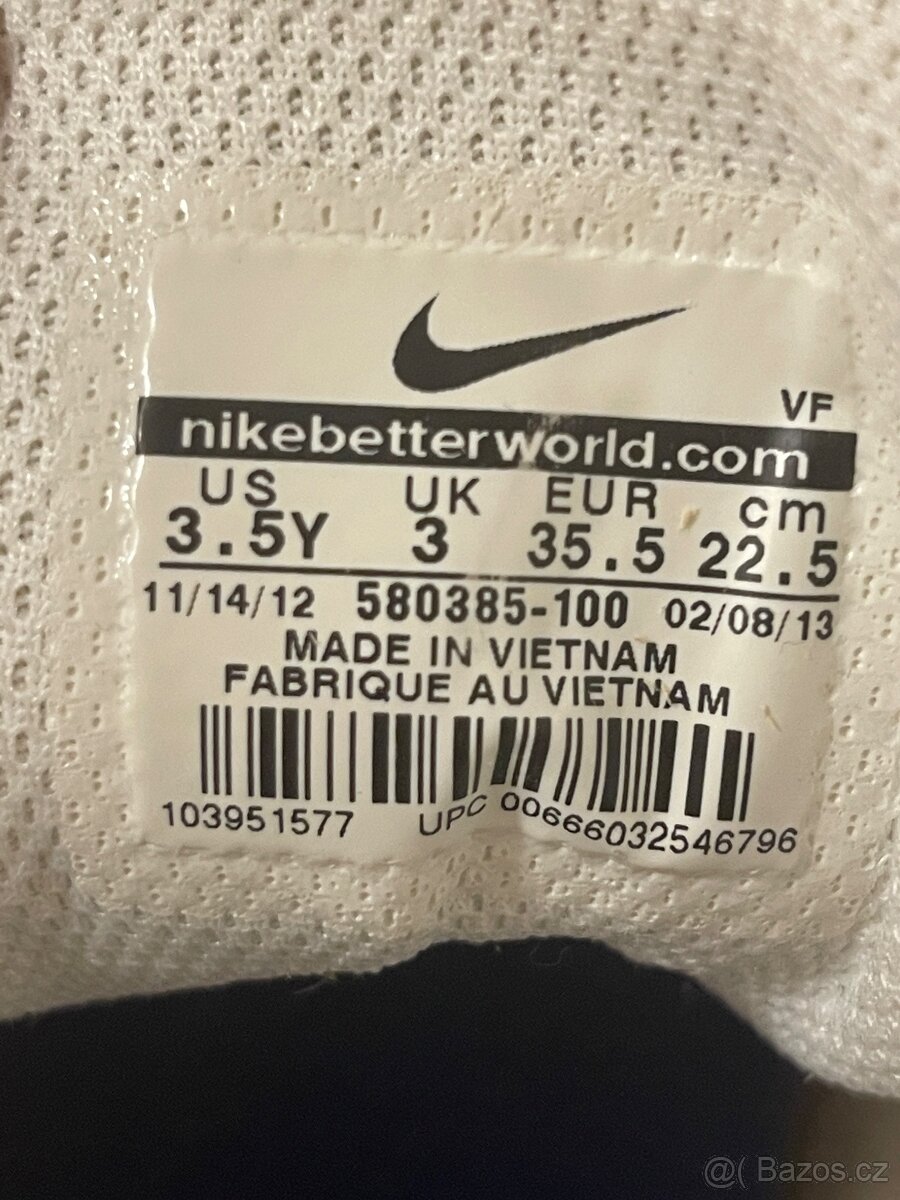 VF
nikebetterworld.com
US UK EUR cm
3.5Y 3 35.5 22.5
11/14/12 580385-100 02/08/13
MADE IN VIETNAM
FABRIQUE AU VIETNAM
103951577 UPC 00666032546796
@( Bazos.cz